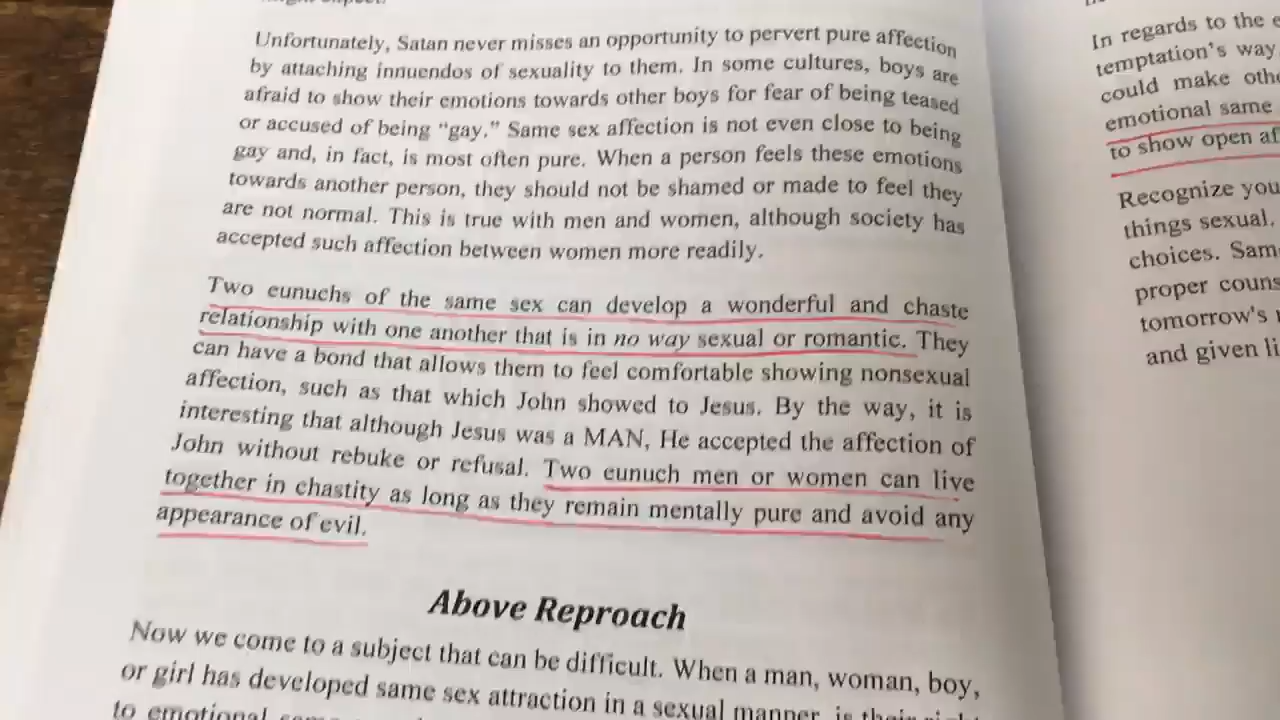 Unfortunately, Satan never misses an opportunity to pervert pure affection
by attaching innuendos of sexuality to them. In some cultures, boys are
afraid to show their emotions towards other boys for fear of being teased
or accused of being "gay." Same sex affection is not even close to being
gay and, in fact, is most often pure. When a person feels these emotions
towards another person, they should not be shamed or made to feel they
are not normal. This is true with men and women, although society has
accepted such affection between women more readily.
Two eunuchs of the same sex can develop a wonderful and chaste
relationship with one another that is in no way sexual or romantic. They
can have a bond that allows them to feel comfortable showing nonsexual
affection, such as that which John showed to Jesus. By the way, it is
interesting that although Jesus was a MAN, He accepted the affection of
John without rebuke or refusal. Two eunuch men or women can live
together in chastity as long as they remain mentally pure and avoid any
appearance of evil.
Above Reproach
Now we come to a subject that can be difficult. When a man, woman, boy,
or girl has developed same sex attraction in a sexual manner, is their right
to emotional
In regards to the
temptation's way
could make
emotional same
to show open
Recognize you
things sexual.
choices.
proper
tomorrow's
and given